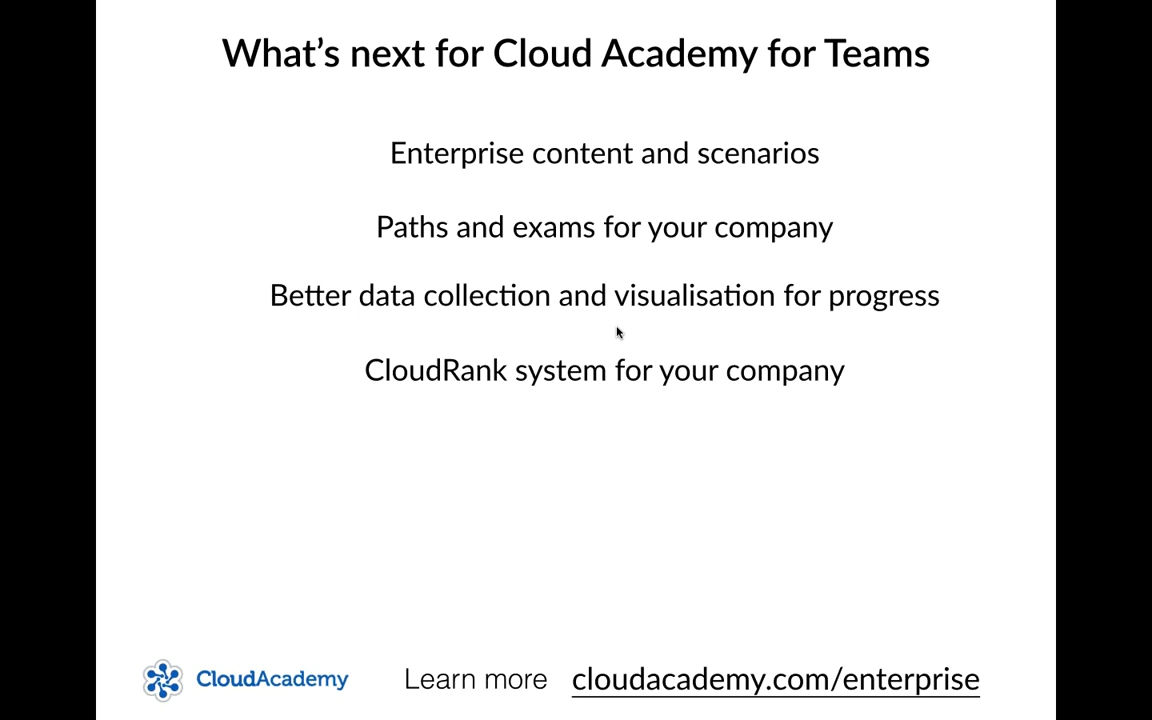 What’s next for Cloud Academy for Teams
Enterprise content and scenarios
Paths and exams for your company
Better data collection and visualisation for progress
CloudRank system for your company
CloudAcademy Learn more cloudacademy.com/enterprise